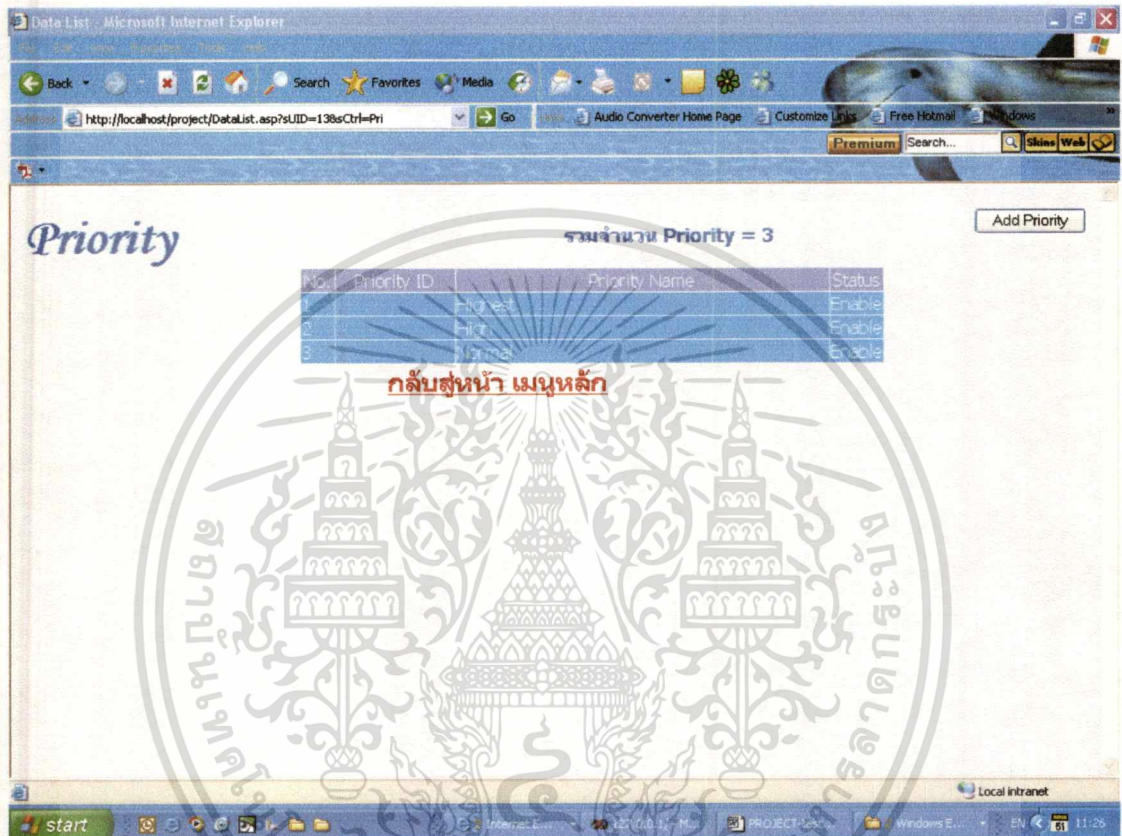 Data List - Microsoft Internet Explorer
Back
Search
Favorites
Media
http://localhost/project/DataList.asp?sUID=138sCtrl=Pri
Go
Audio Converter Home Page
Customize Links
Free Hotmail
Windows
Premium
Search...
Skins
Web
Priority
รวมจำนวน Priority = 3
Add Priority
No. Priority ID Priority Name Status
1 Highest Enable
2 High Enable
3 Normal Enable
กลับสู่หน้า เมนูหลัก
Local intranet
start
Internet E...
PROJECT-
Windows E...
EN
51
11:26